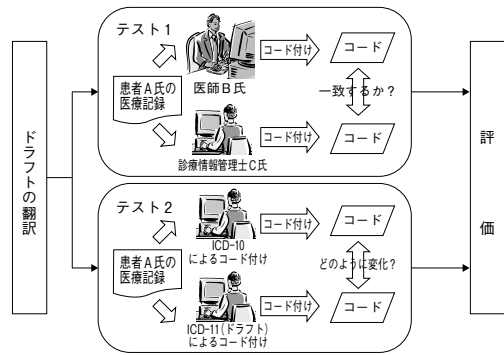 ドラフトの翻訳
テスト1
患者A氏の
医療記録
医師B氏
コード付け
コード
一致するか？
診療情報管理士C氏
コード付け
コード
テスト2
患者A氏の
医療記録
ICD-10
によるコード付け
コード付け
コード
どのように変化？
ICD-11(ドラフト)
によるコード付け
コード付け
コード
評価